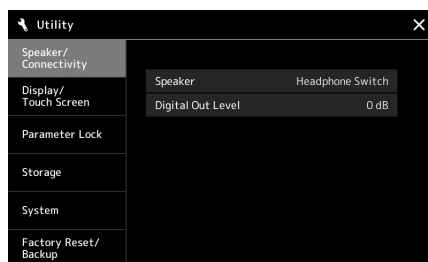 Utility
Speaker/
Connectivity
Display/
Touch Screen
Parameter Lock
Storage
System
Factory Reset/
Backup
Speaker Headphone Switch
Digital Out Level 0 dB